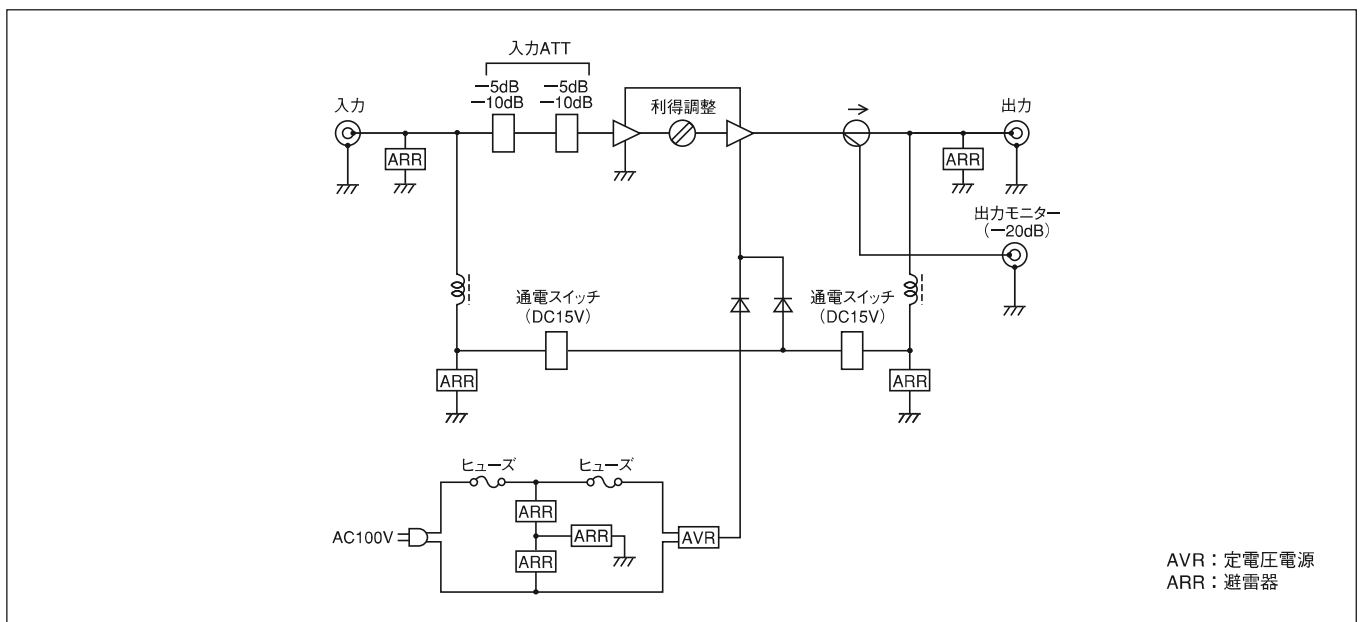 入力ATT
−5dB
−10dB
−5dB
−10dB
入力
利得調整
出力
ARR
ARR
出力モニター
(−20dB)
通電スイッチ
(DC15V)
通電スイッチ
(DC15V)
ARR
ARR
ヒューズ
ヒューズ
ARR
AC100V
ARR
AVR
ARR
AVR：定電圧電源
ARR：避雷器